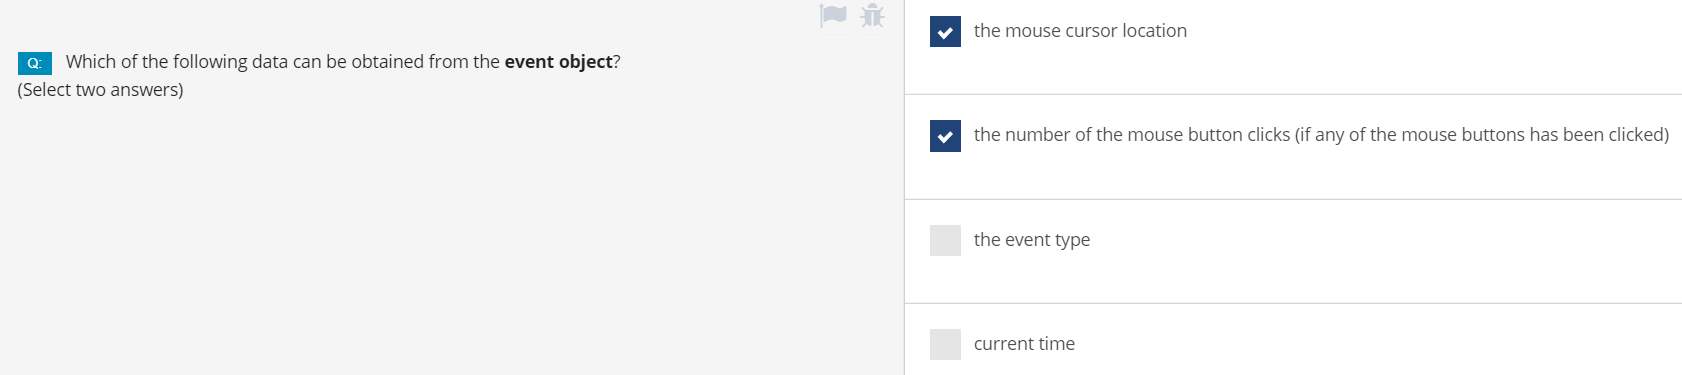 Q: Which of the following data can be obtained from the event object?
(Select two answers)
the mouse cursor location
the number of the mouse button clicks (if any of the mouse buttons has been clicked)
the event type
current time